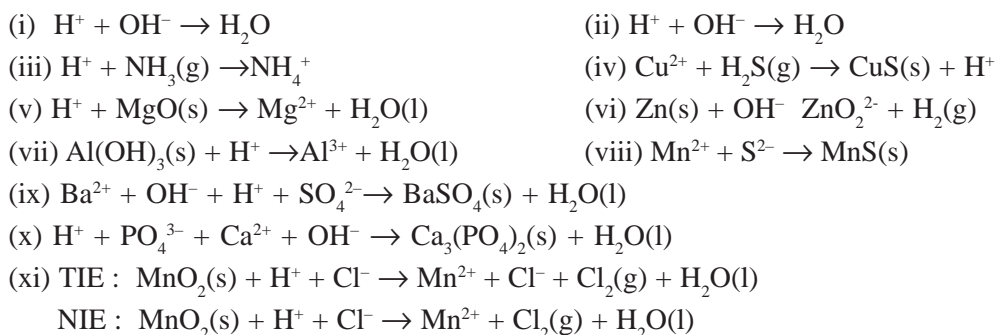 (i) H⁺ + OH⁻ → H₂O (ii) H⁺ + OH⁻ → H₂O
(iii) H⁺ + NH₃(g) →NH₄⁺ (iv) Cu²⁺ + H₂S(g) → CuS(s) + H⁺
(v) H⁺ + MgO(s) → Mg²⁺ + H₂O(l) (vi) Zn(s) + OH⁻ ZnO₂²⁻ + H₂(g)
(vii) Al(OH)₃(s) + H⁺ →Al³⁺ + H₂O(l) (viii) Mn²⁺ + S²⁻ → MnS(s)
(ix) Ba²⁺ + OH⁻ + H⁺ + SO₄²⁻→ BaSO₄(s) + H₂O(l)
(x) H⁺ + PO₄³⁻ + Ca²⁺ + OH⁻ → Ca₃(PO₄)₂(s) + H₂O(l)
(xi) TIE : MnO₂(s) + H⁺ + Cl⁻ → Mn²⁺ + Cl⁻ + Cl₂(g) + H₂O(l)
NIE : MnO₂(s) + H⁺ + Cl⁻ → Mn²⁺ + Cl₂(g) + H₂O(l)